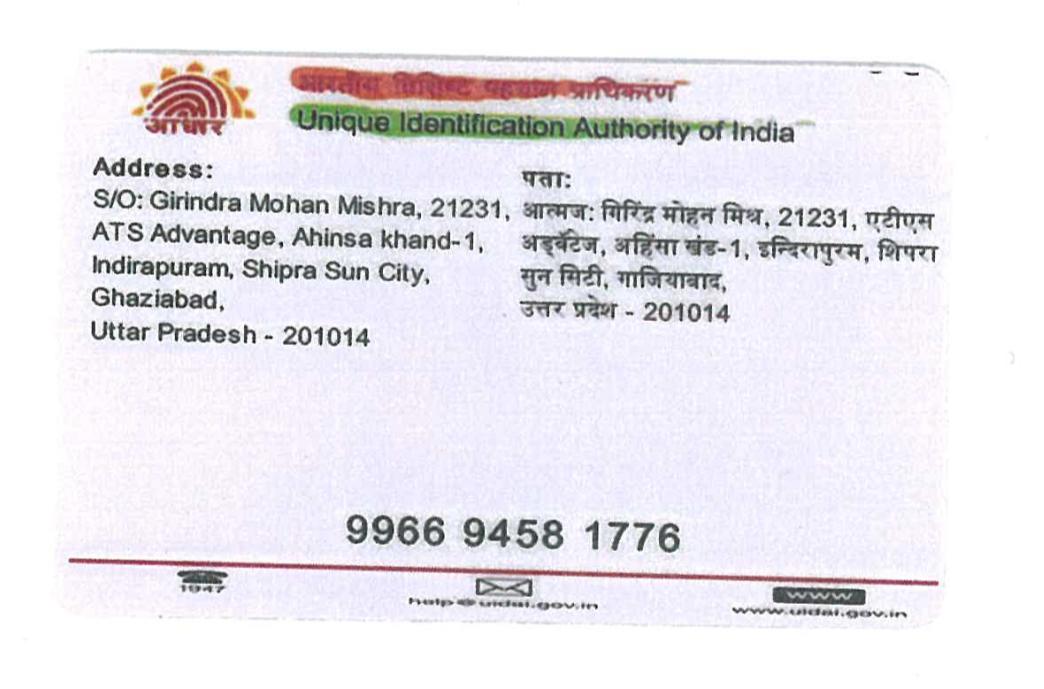 आधार
भारतीय विशिष्ट पहचान प्राधिकरण
Unique Identification Authority of India
Address:
S/O: Girindra Mohan Mishra, 21231,
ATS Advantage, Ahinsa khand-1,
Indirapuram, Shipra Sun City,
Ghaziabad,
Uttar Pradesh - 201014
पता:
आत्मज: गिरिंद्र मोहन मिश्र, 21231, एटीएस
अड्वॅंटेज, अहिंसा खंड-1, इन्दिरापुरम, शिपरा
सुन सिटी, गाजियाबाद,
उत्तर प्रदेश - 201014
9966 9458 1776
1947
help@uidai.gov.in
www
www.uidai.gov.in